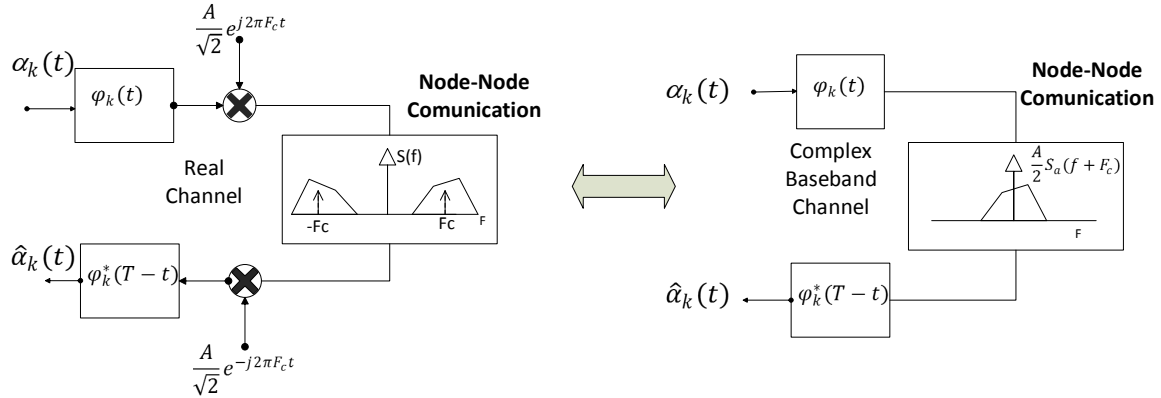 A/√2 e^{j2πF_c t}
α_k(t)
φ_k(t)
Node-Node
Comunication
Real
Channel
S(f)
-Fc
Fc
F
α̂_k(t)
φ_k^*(T − t)
A/√2 e^{−j2πF_c t}
α_k(t)
φ_k(t)
Node-Node
Comunication
Complex
Baseband
Channel
A/2 S_a(f + F_c)
F
α̂_k(t)
φ_k^*(T − t)